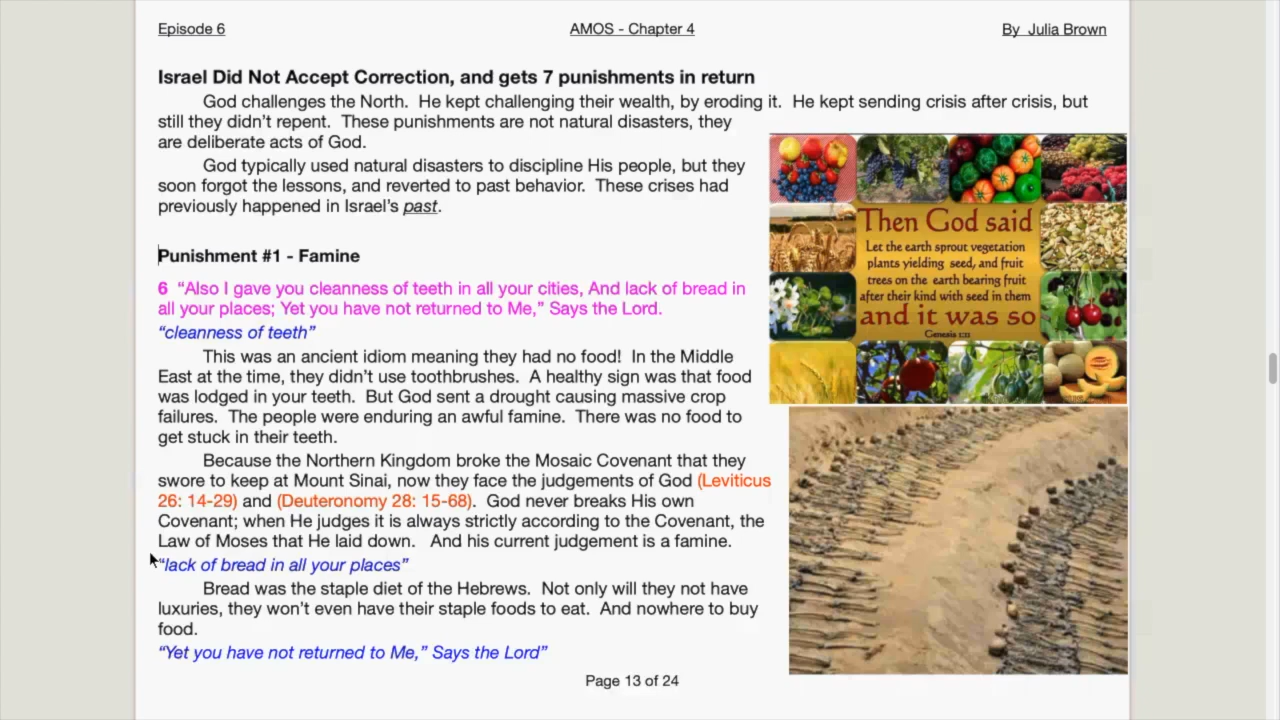 Episode 6
AMOS - Chapter 4
By  Julia Brown
Israel Did Not Accept Correction, and gets 7 punishments in return
God challenges the North.  He kept challenging their wealth, by eroding it.  He kept sending crisis after crisis, but
still they didn’t repent.  These punishments are not natural disasters, they
are deliberate acts of God.
God typically used natural disasters to discipline His people, but they
soon forgot the lessons, and reverted to past behavior.  These crises had
previously happened in Israel’s past.
Punishment #1 - Famine
6  “Also I gave you cleanness of teeth in all your cities, And lack of bread in
all your places; Yet you have not returned to Me,” Says the Lord.
“cleanness of teeth”
This was an ancient idiom meaning they had no food!  In the Middle
East at the time, they didn’t use toothbrushes.  A healthy sign was that food
was lodged in your teeth.  But God sent a drought causing massive crop
failures.  The people were enduring an awful famine.  There was no food to
get stuck in their teeth.
Because the Northern Kingdom broke the Mosaic Covenant that they
swore to keep at Mount Sinai, now they face the judgements of God (Leviticus
26: 14-29) and (Deuteronomy 28: 15-68).  God never breaks His own
Covenant; when He judges it is always strictly according to the Covenant, the
Law of Moses that He laid down.   And his current judgement is a famine.
“lack of bread in all your places”
Bread was the staple diet of the Hebrews.  Not only will they not have
luxuries, they won’t even have their staple foods to eat.  And nowhere to buy
food.
“Yet you have not returned to Me,” Says the Lord”
Then God said
Let the earth sprout vegetation
plants yielding  seed, and fruit
trees on the  earth bearing fruit
after their kind with seed in them
and it was so
Genesis 1:11
Page 13 of 24